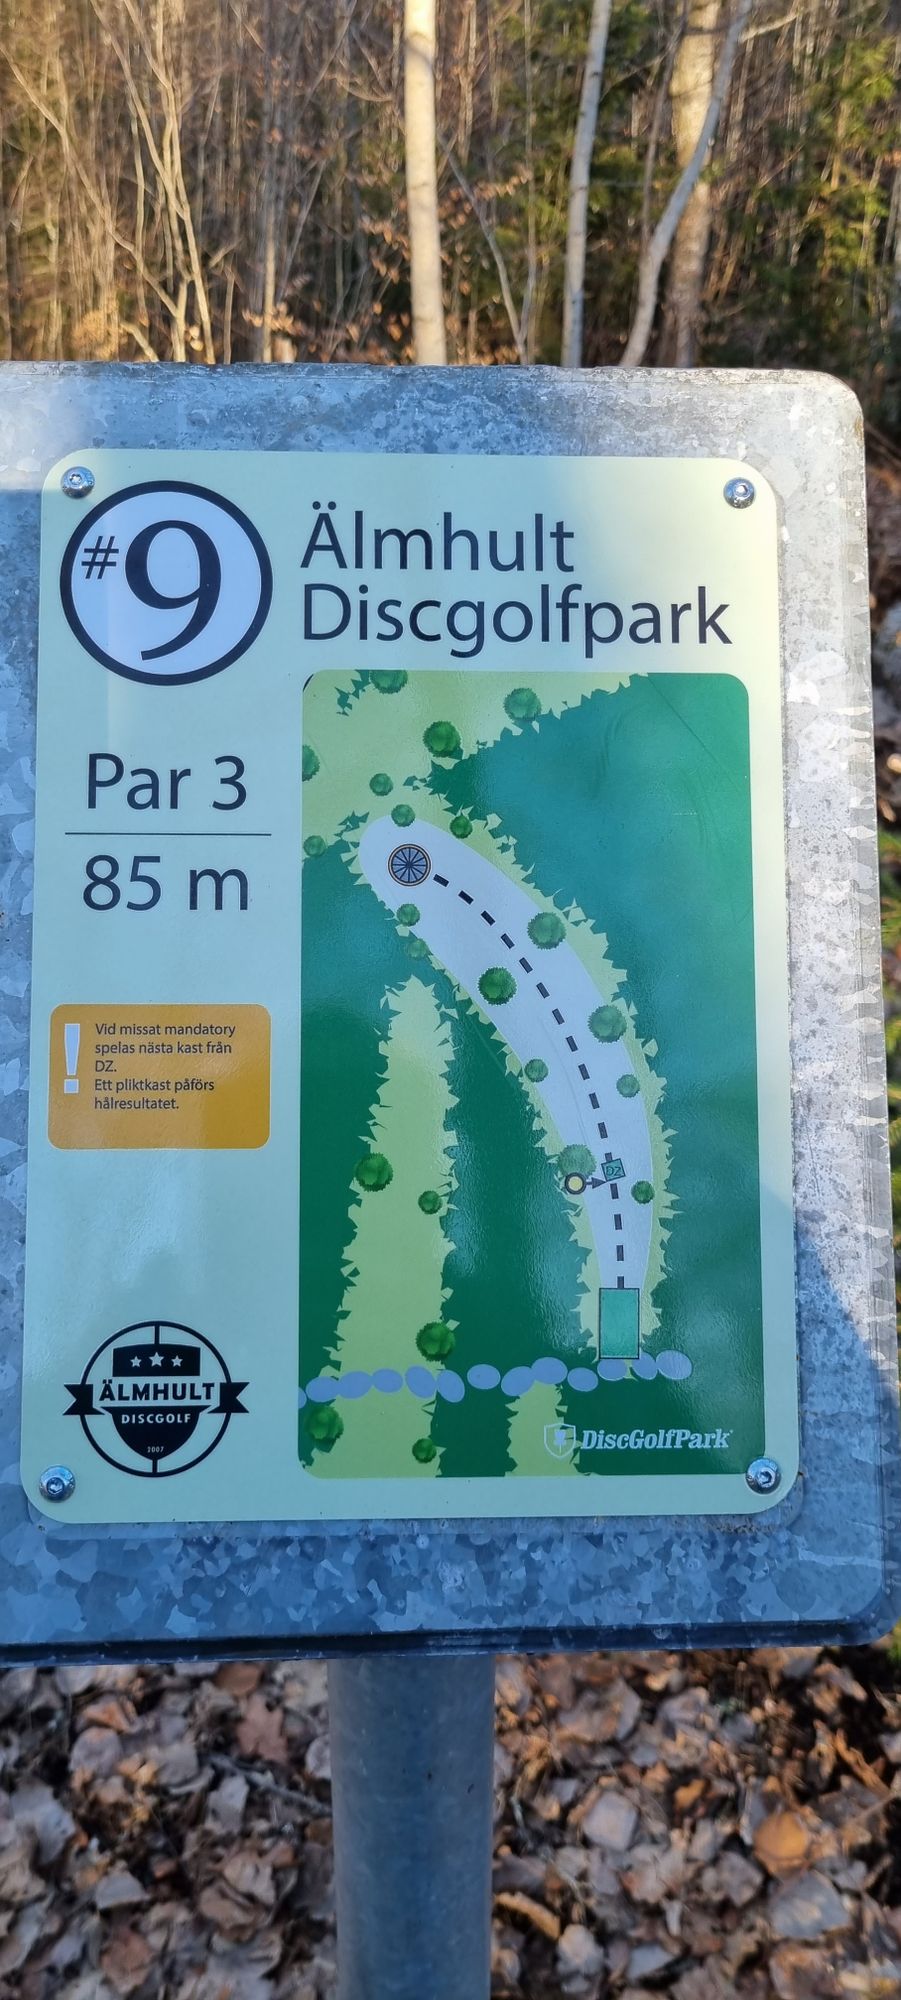 #9
Älmhult
Discgolfpark
Par 3
85 m
! Vid missat mandatory
spelas nästa kast från
DZ.
Ett pliktkast påförs
hålresultatet.
DZ
ÄLMHULT
DISCGOLF
2007
DiscGolfPark